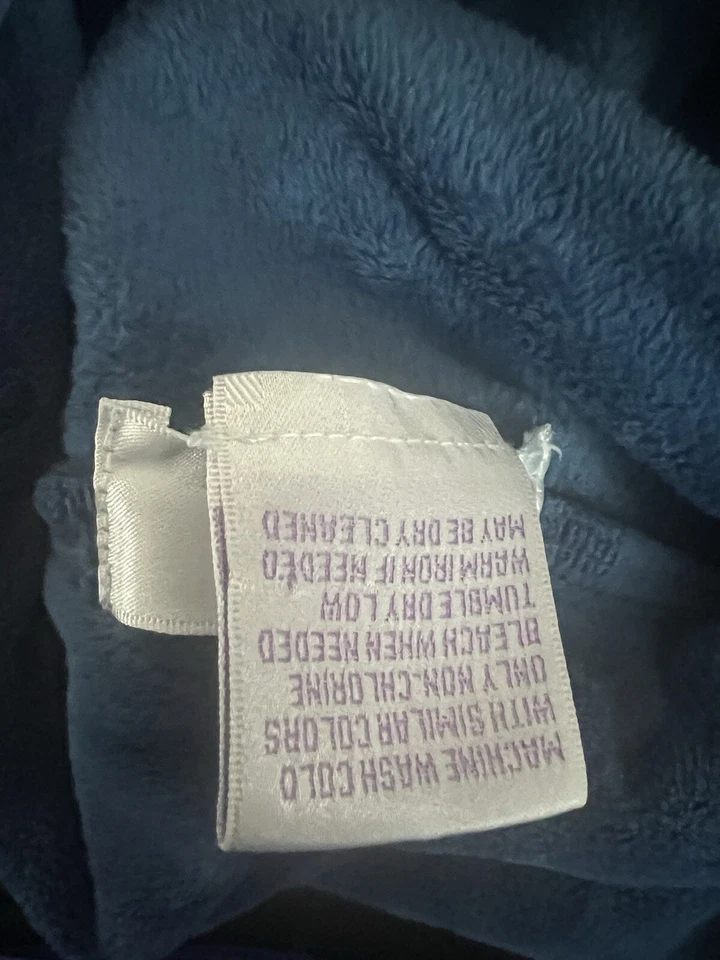 MACHINE WASH COLD
WITH SIMILAR COLORS
ONLY NON-CHLORINE
BLEACH WHEN NEEDED
TUMBLE DRY LOW
WARM IRON IF NEEDED
MAY BE DRY CLEANED